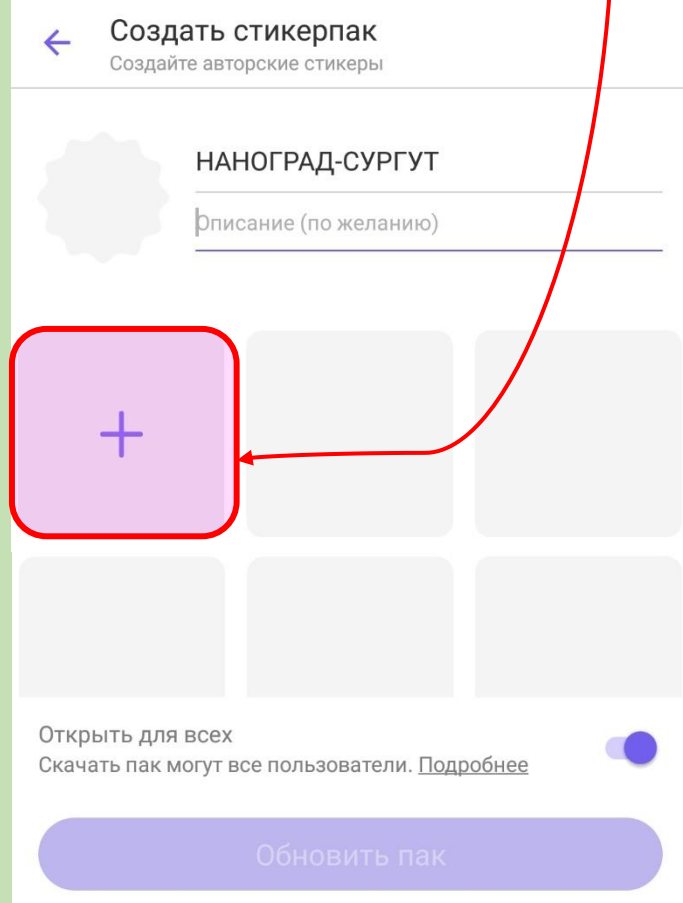 Создать стикерпак
Создайте авторские стикеры
НАНОГРАД-СУРГУТ
Описание (по желанию)
Открыть для всех
Скачать пак могут все пользователи. Подробнее
Обновить пак